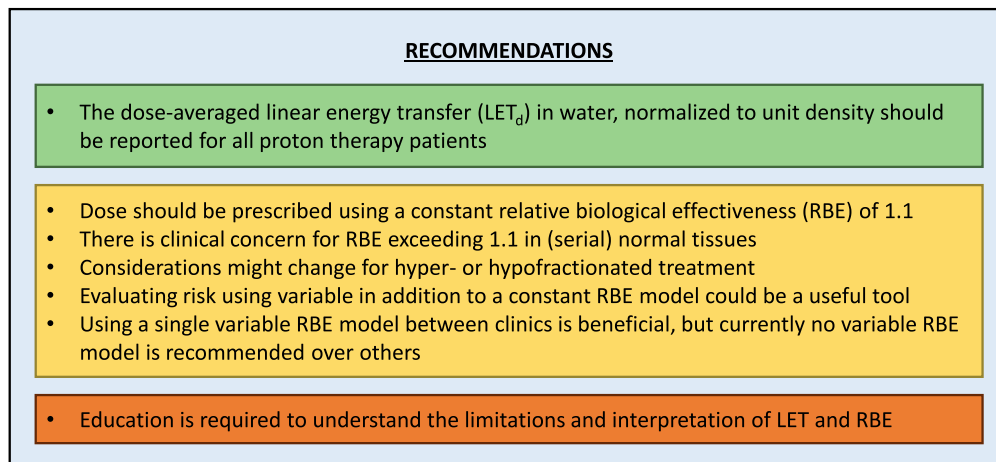 RECOMMENDATIONS
• The dose-averaged linear energy transfer (LETd) in water, normalized to unit density should
be reported for all proton therapy patients
• Dose should be prescribed using a constant relative biological effectiveness (RBE) of 1.1
• There is clinical concern for RBE exceeding 1.1 in (serial) normal tissues
• Considerations might change for hyper- or hypofractionated treatment
• Evaluating risk using variable in addition to a constant RBE model could be a useful tool
• Using a single variable RBE model between clinics is beneficial, but currently no variable RBE
model is recommended over others
• Education is required to understand the limitations and interpretation of LET and RBE